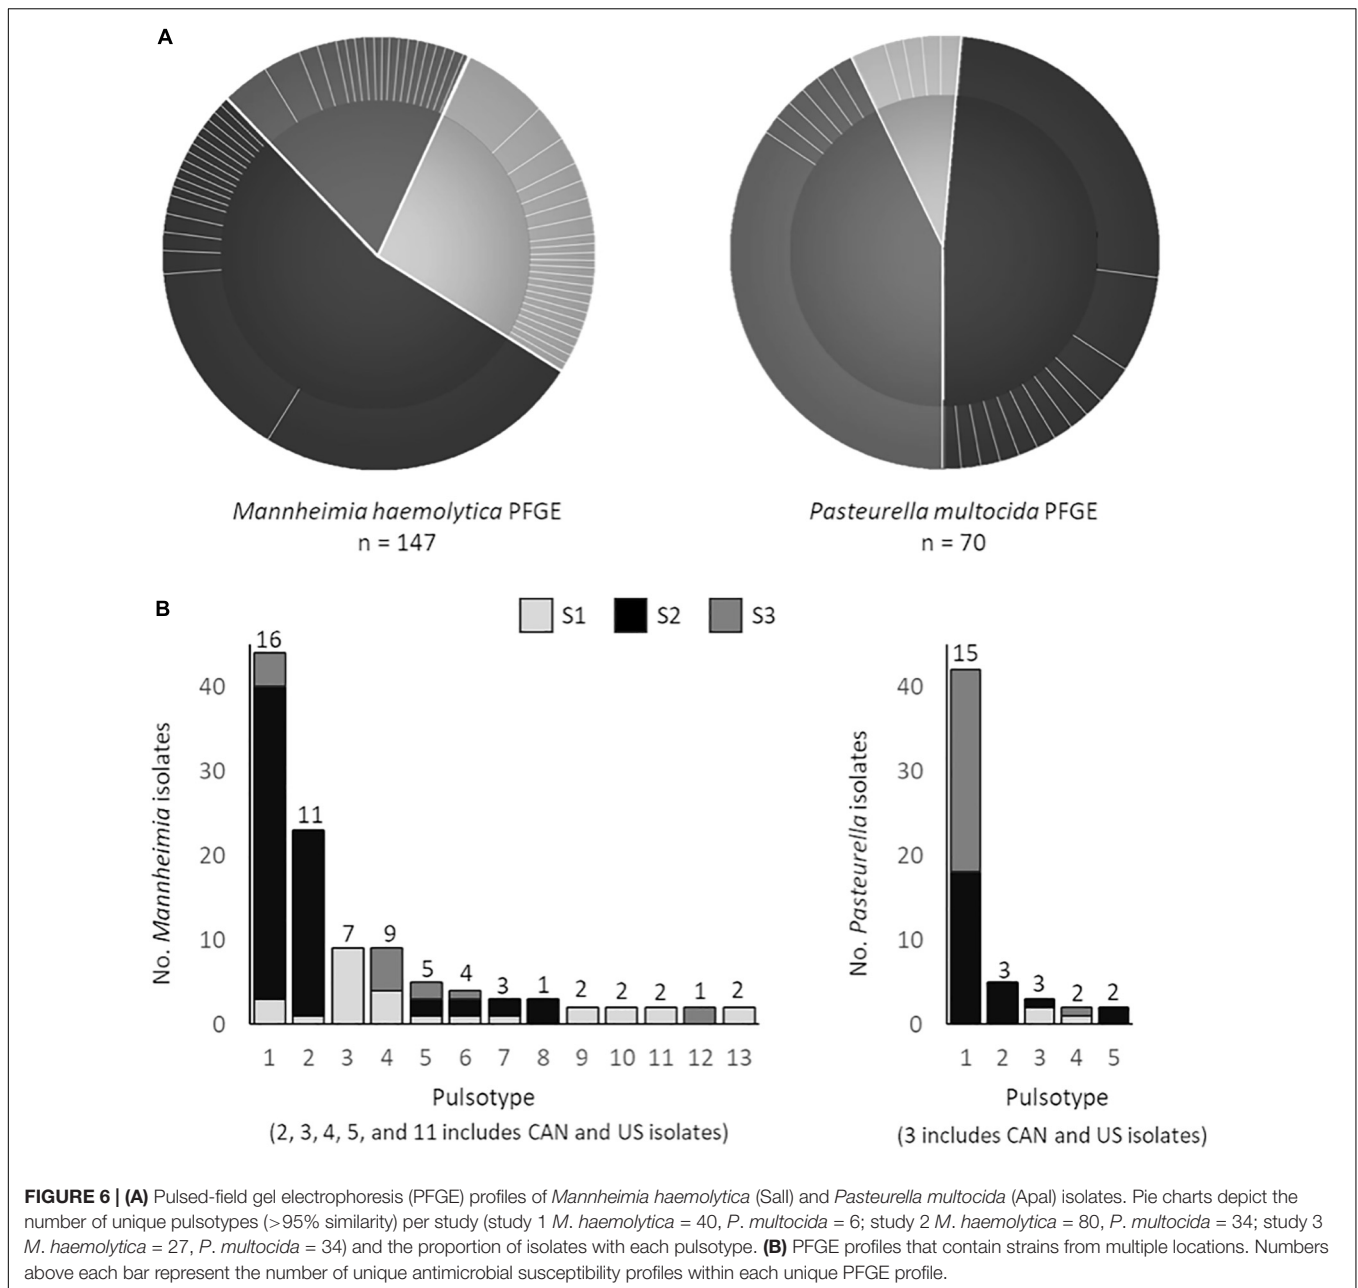 A
Mannheimia haemolytica PFGE
n = 147
Pasteurella multocida PFGE
n = 70
B
S1 S2 S3
No. Mannheimia isolates
40
30
20
10
0
16
11
7
9
5
4
3
1
2
2
2
1
2
1 2 3 4 5 6 7 8 9 10 11 12 13
Pulsotype
(2, 3, 4, 5, and 11 includes CAN and US isolates)
No. Pasteurella isolates
40
30
20
10
0
15
3
3
2
2
1 2 3 4 5
Pulsotype
(3 includes CAN and US isolates)
FIGURE 6 | (A) Pulsed-field gel electrophoresis (PFGE) profiles of Mannheimia haemolytica (SalI) and Pasteurella multocida (ApaI) isolates. Pie charts depict the
number of unique pulsotypes (>95% similarity) per study (study 1 M. haemolytica = 40, P. multocida = 6; study 2 M. haemolytica = 80, P. multocida = 34; study 3
M. haemolytica = 27, P. multocida = 34) and the proportion of isolates with each pulsotype. (B) PFGE profiles that contain strains from multiple locations. Numbers
above each bar represent the number of unique antimicrobial susceptibility profiles within each unique PFGE profile.